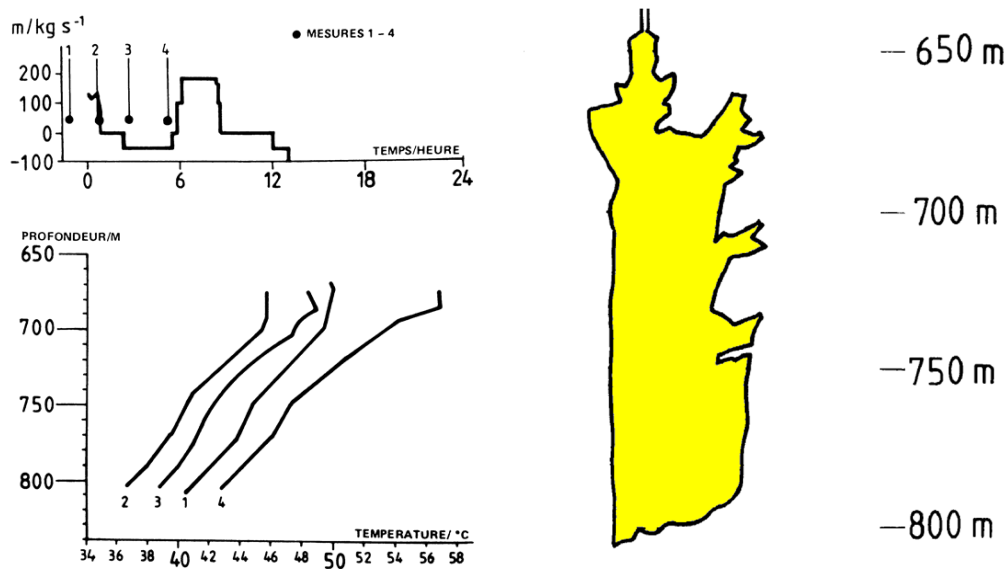 m/kg s⁻¹
● MESURES 1 – 4
1 2 3 4
200
100
0
-100
TEMPS/HEURE
0 6 12 18 24
PROFONDEUR/M
650
700
750
800
2 3 1 4
TEMPERATURE/ °C
34 36 38 40 42 44 46 48 50 52 54 56 58
— 650 m
— 700 m
— 750 m
— 800 m